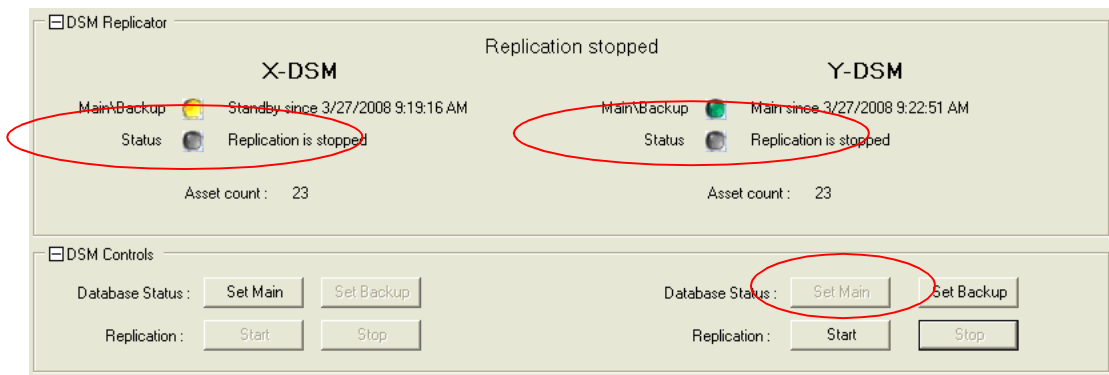 DSM Replicator
Replication stopped
X-DSM Y-DSM
Main\Backup Standby since 3/27/2008 9:19:16 AM Main\Backup Main since 3/27/2008 9:22:51 AM
Status Replication is stopped Status Replication is stopped
Asset count : 23 Asset count : 23
DSM Controls
Database Status : Set Main Set Backup Database Status : Set Main Set Backup
Replication : Start Stop Replication : Start Stop